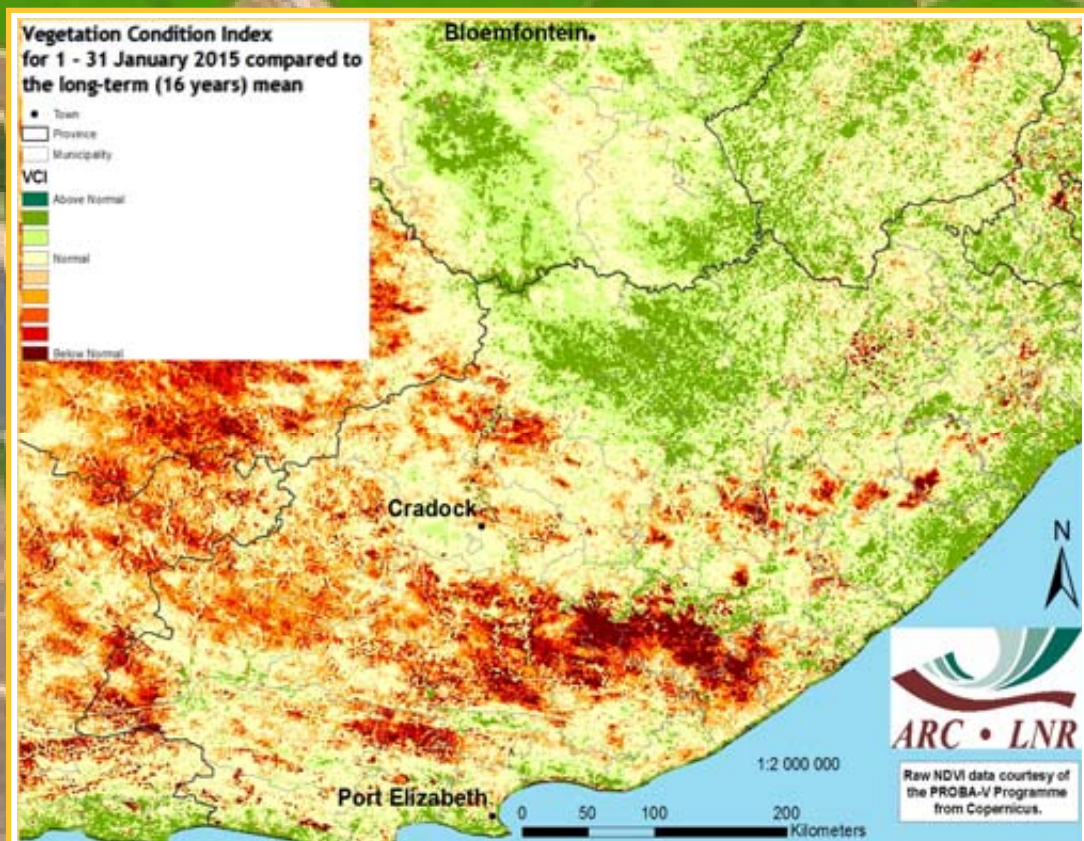 Vegetation Condition Index
for 1 - 31 January 2015 compared to
the long-term (16 years) mean
Town
Province
Municipality
VCI
Above Normal
Normal
Below Normal
Bloemfontein
Cradock
Port Elizabeth
N
1:2 000 000
0 50 100 200
Kilometers
ARC • LNR
Raw NDVI data courtesy of
the PROBA-V Programme
from Copernicus.